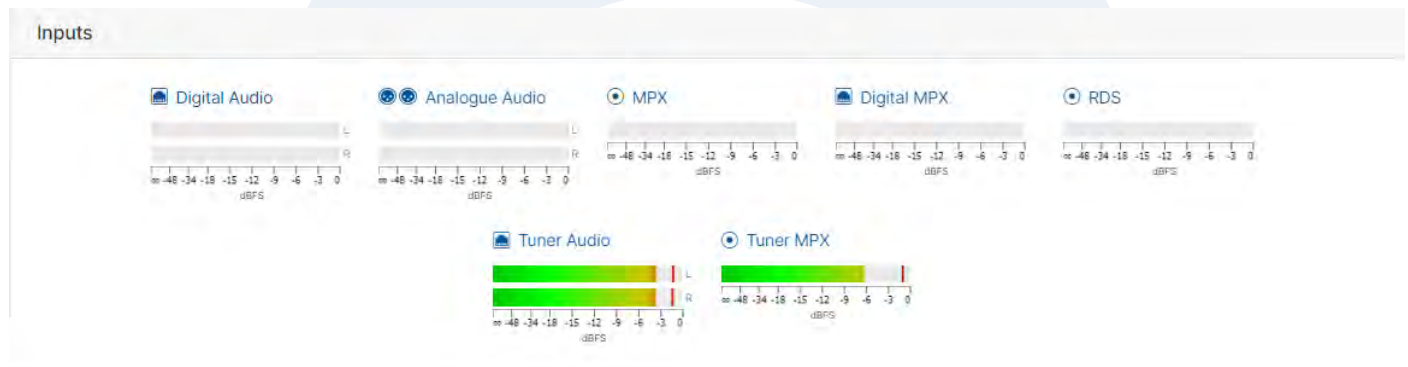 Inputs
Digital Audio
L
R
∞ -48 -34 -18 -15 -12 -9 -6 -3 0
dBFS
Analogue Audio
L
R
∞ -48 -34 -18 -15 -12 -9 -6 -3 0
dBFS
MPX
∞ -48 -34 -18 -15 -12 -9 -6 -3 0
dBFS
Digital MPX
∞ -48 -34 -18 -15 -12 -9 -6 -3 0
dBFS
RDS
∞ -48 -34 -18 -15 -12 -9 -6 -3 0
dBFS
Tuner Audio
L
R
∞ -48 -34 -18 -15 -12 -9 -6 -3 0
dBFS
Tuner MPX
∞ -48 -34 -18 -15 -12 -9 -6 -3 0
dBFS